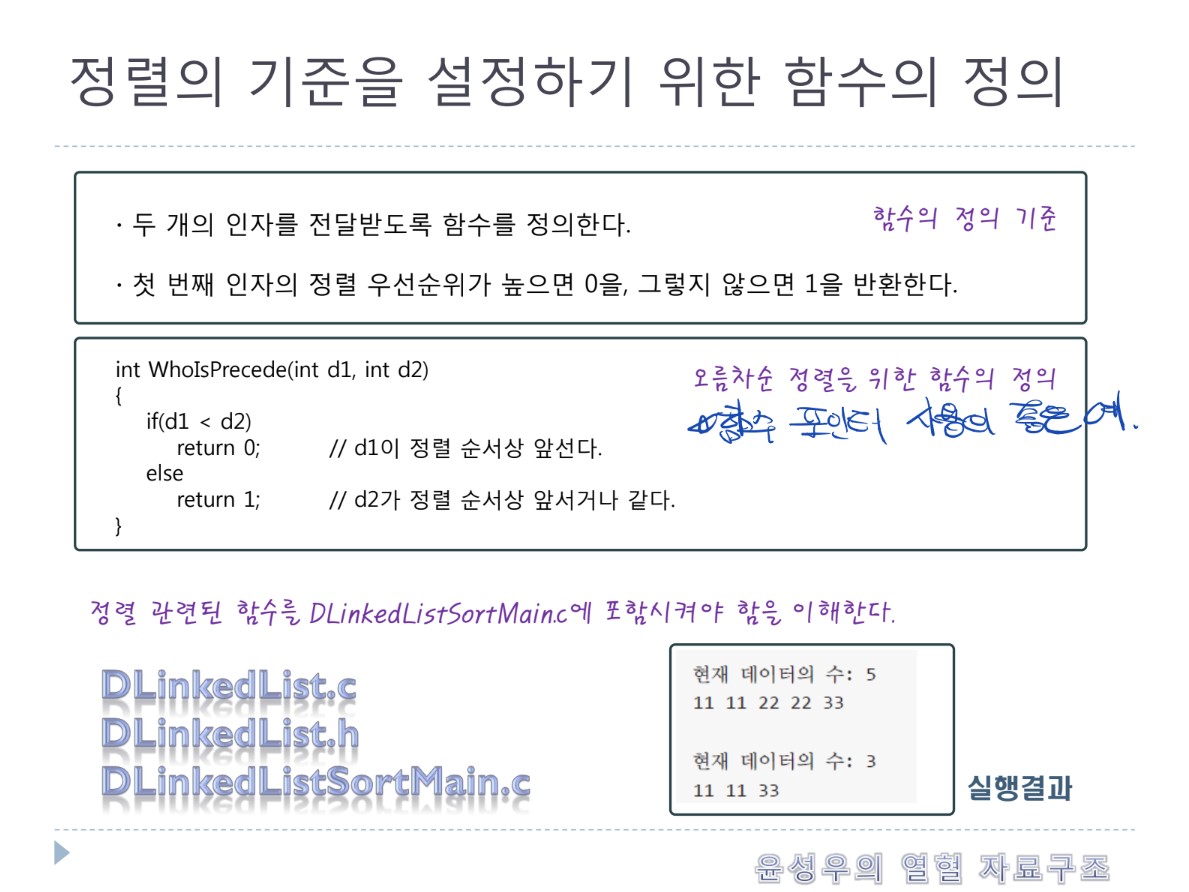 정렬의 기준을 설정하기 위한 함수의 정의
· 두 개의 인자를 전달받도록 함수를 정의한다.
함수의 정의 기준
· 첫 번째 인자의 정렬 우선순위가 높으면 0을, 그렇지 않으면 1을 반환한다.
int WhoIsPrecede(int d1, int d2)
오름차순 정렬을 위한 함수의 정의
{
함수 포인터 사용의 좋은 예.
if(d1 < d2)
return 0; // d1이 정렬 순서상 앞선다.
else
return 1; // d2가 정렬 순서상 앞서거나 같다.
}
정렬 관련된 함수를 DLinkedListSortMain.c에 포함시켜야 함을 이해한다.
DLinkedList.c
DLinkedList.h
DLinkedListSortMain.c
현재 데이터의 수: 5
11 11 22 22 33
현재 데이터의 수: 3
11 11 33
실행결과
윤성우의 열혈 자료구조